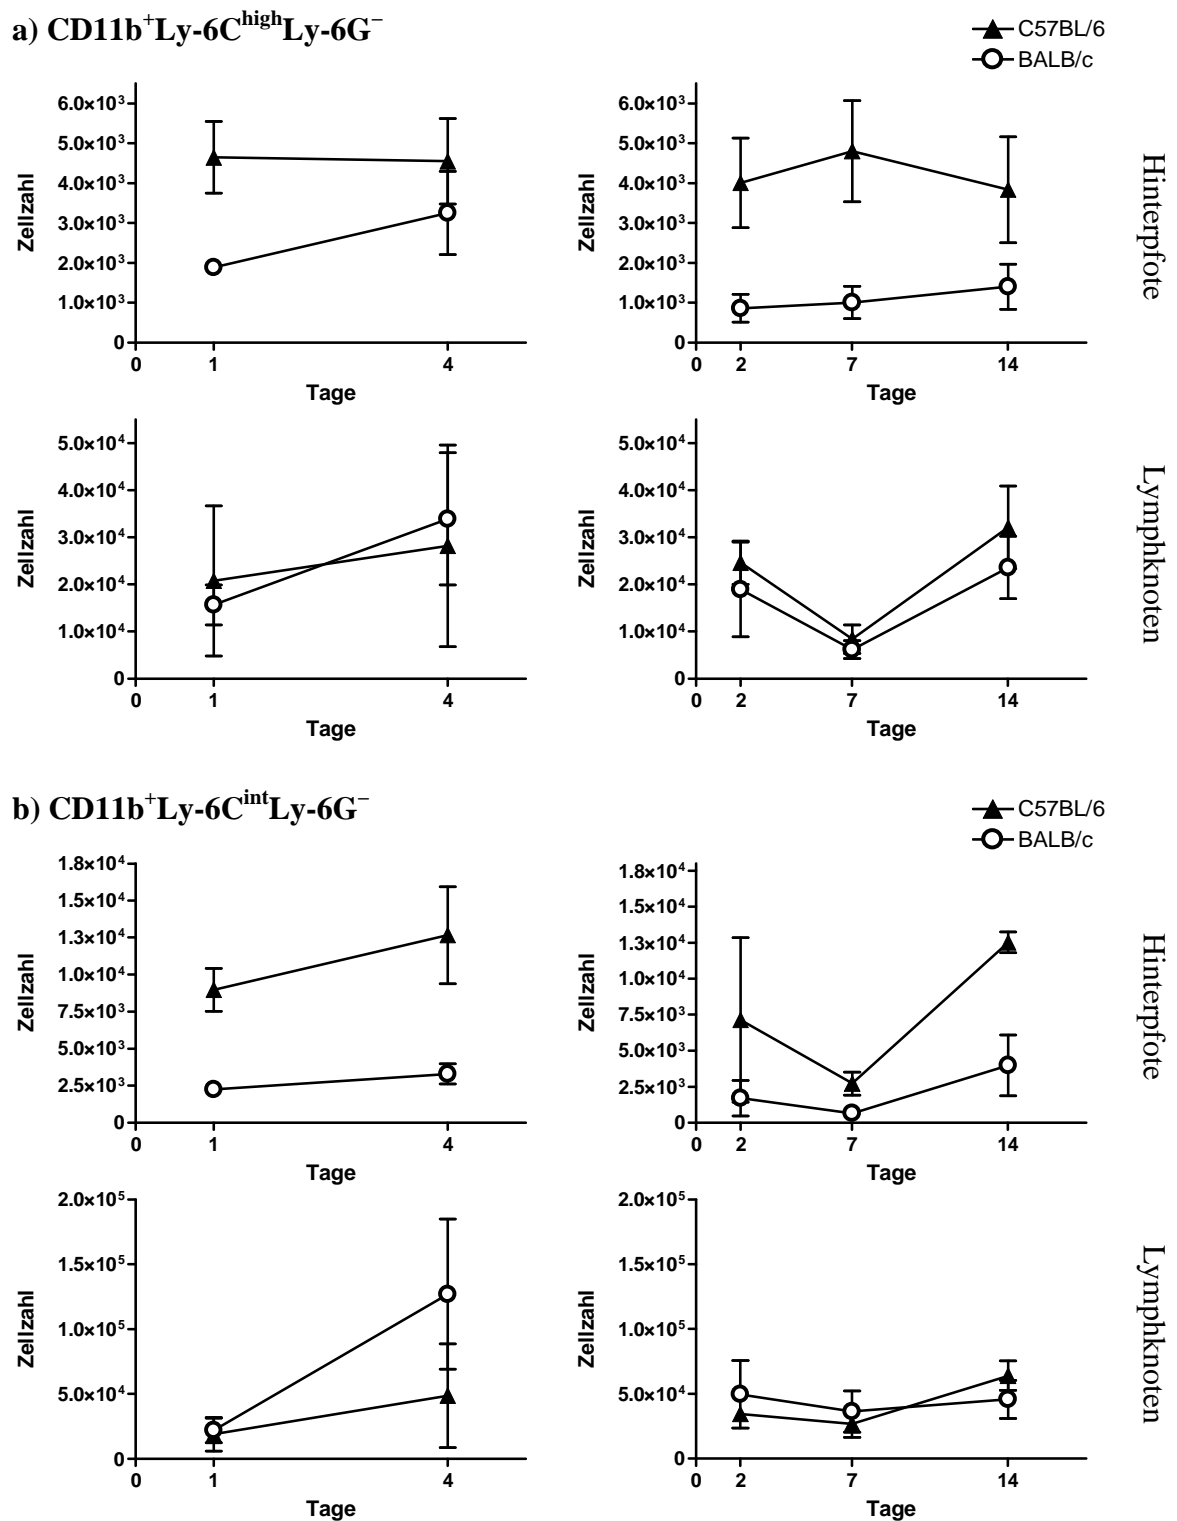 a) CD11b⁺Ly-6CʰⁱᵍʰLy-6G⁻
C57BL/6
BALB/c
6.0×10³
5.0×10³
4.0×10³
3.0×10³
2.0×10³
1.0×10³
0
0 1 4
Tage
Zellzahl
6.0×10³
5.0×10³
4.0×10³
3.0×10³
2.0×10³
1.0×10³
0
0 2 7 14
Tage
Zellzahl
Hinterpfote
5.0×10⁴
4.0×10⁴
3.0×10⁴
2.0×10⁴
1.0×10⁴
0
0 1 4
Tage
Zellzahl
5.0×10⁴
4.0×10⁴
3.0×10⁴
2.0×10⁴
1.0×10⁴
0
0 2 7 14
Tage
Zellzahl
Lymphknoten
b) CD11b⁺Ly-6CⁱⁿᵗLy-6G⁻
C57BL/6
BALB/c
1.8×10⁴
1.5×10⁴
1.3×10⁴
1.0×10⁴
7.5×10³
5.0×10³
2.5×10³
0
0 1 4
Tage
Zellzahl
1.8×10⁴
1.5×10⁴
1.3×10⁴
1.0×10⁴
7.5×10³
5.0×10³
2.5×10³
0
0 2 7 14
Tage
Zellzahl
Hinterpfote
2.0×10⁵
1.5×10⁵
1.0×10⁵
5.0×10⁴
0
0 1 4
Tage
Zellzahl
2.0×10⁵
1.5×10⁵
1.0×10⁵
5.0×10⁴
0
0 2 7 14
Tage
Zellzahl
Lymphknoten